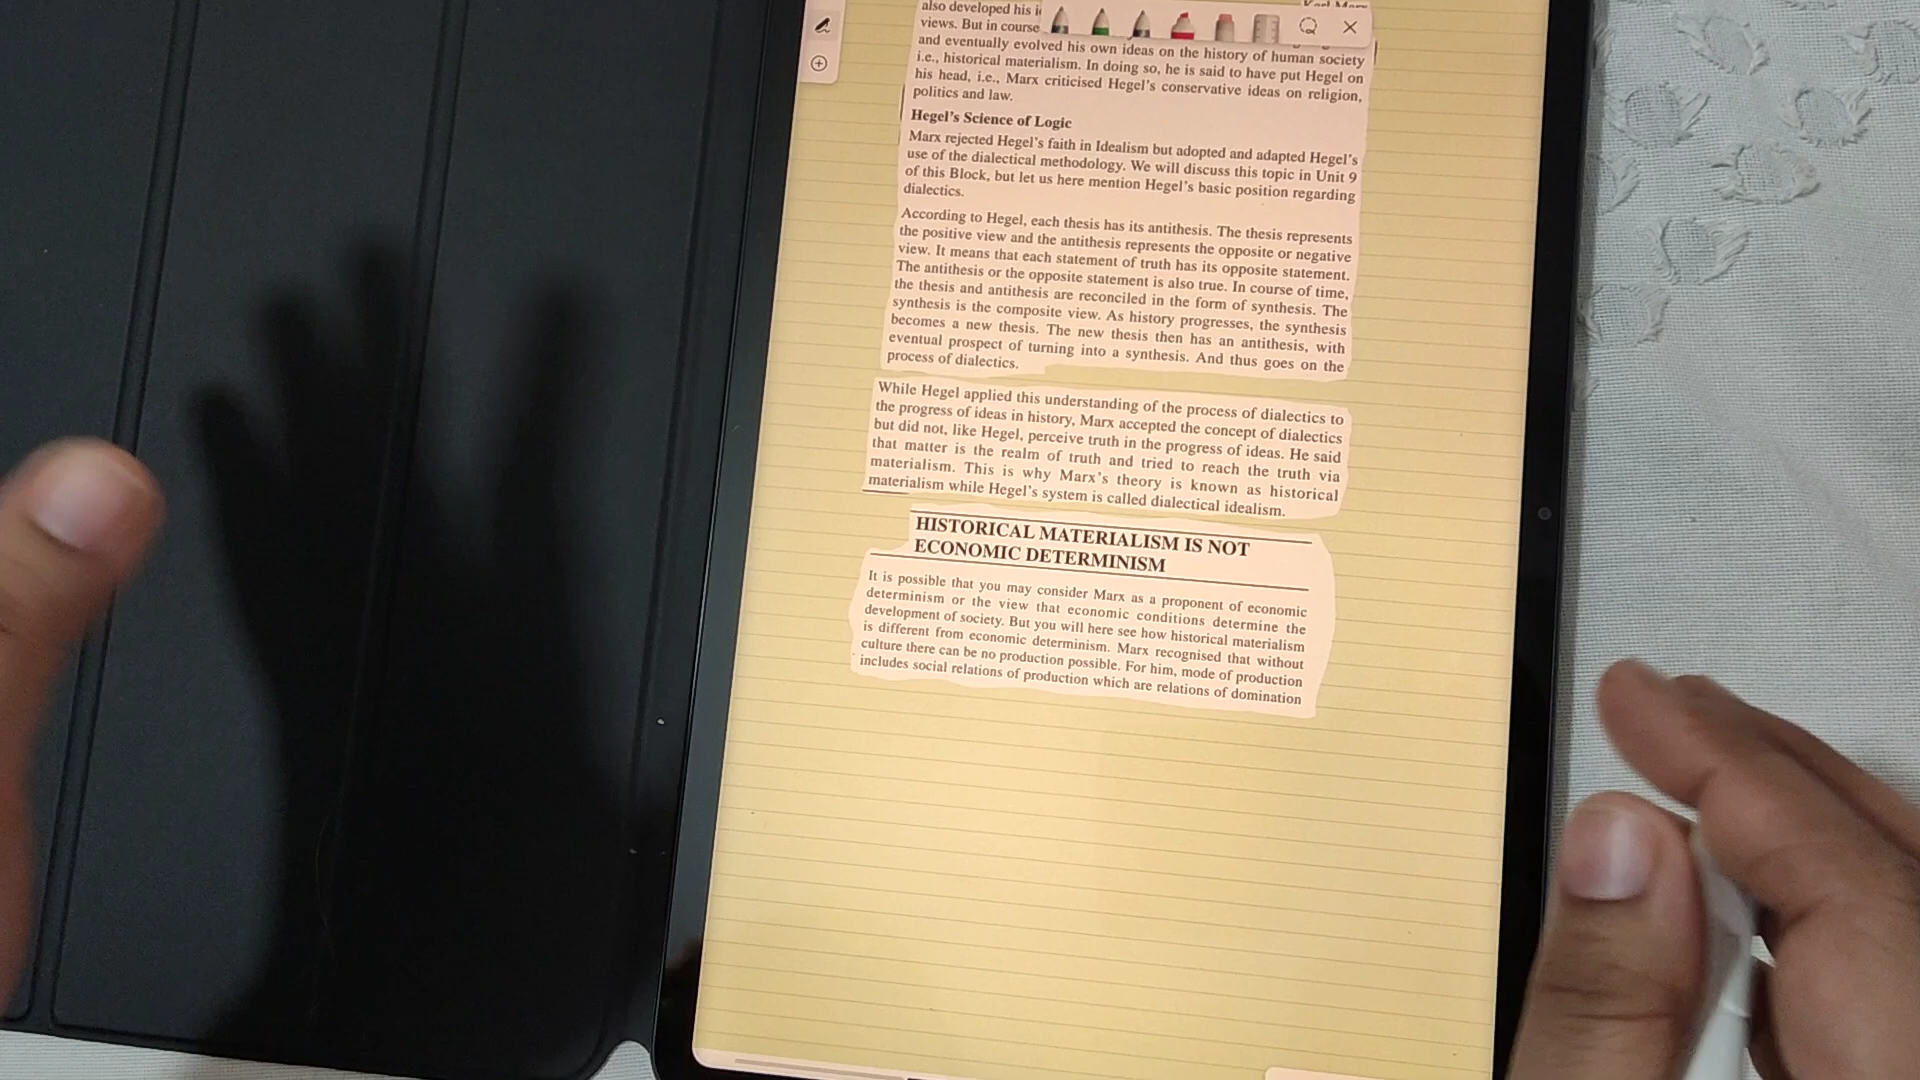 Karl Marx
also developed his
views. But in course
and eventually evolved his own ideas on the history of human society
i.e., historical materialism. In doing so, he is said to have put Hegel on
his head, i.e., Marx criticised Hegel's conservative ideas on religion,
politics and law.
Hegel's Science of Logic
Marx rejected Hegel's faith in Idealism but adopted and adapted Hegel's
use of the dialectical methodology. We will discuss this topic in Unit 9
of this Block, but let us here mention Hegel's basic position regarding
dialectics.
According to Hegel, each thesis has its antithesis. The thesis represents
the positive view and the antithesis represents the opposite or negative
view. It means that each statement of truth has its opposite statement.
The antithesis or the opposite statement is also true. In course of time,
the thesis and antithesis are reconciled in the form of synthesis. The
synthesis is the composite view. As history progresses, the synthesis
becomes a new thesis. The new thesis then has an antithesis, with
eventual prospect of turning into a synthesis. And thus goes on the
process of dialectics.
While Hegel applied this understanding of the process of dialectics to
the progress of ideas in history, Marx accepted the concept of dialectics
but did not, like Hegel, perceive truth in the progress of ideas. He said
that matter is the realm of truth and tried to reach the truth via
materialism. This is why Marx's theory is known as historical
materialism while Hegel's system is called dialectical idealism.
HISTORICAL MATERIALISM IS NOT
ECONOMIC DETERMINISM
It is possible that you may consider Marx as a proponent of economic
determinism or the view that economic conditions determine the
development of society. But you will here see how historical materialism
is different from economic determinism. Marx recognised that without
culture there can be no production possible. For him, mode of production
includes social relations of production which are relations of domination